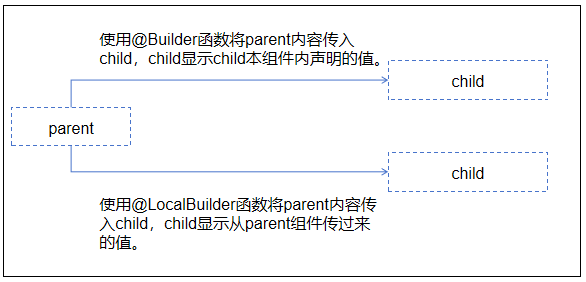 使用@Builder函数将parent内容传入
child，child显示child本组件内声明的值。
child
parent
child
使用@LocalBuilder函数将parent内容传
入child，child显示从parent组件传过来
的值。